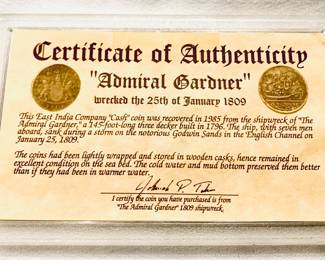 Certificate of Authenticity
"Admiral Gardner"
wrecked the 25th of January 1809
This East India Company "Cash" coin was recovered in 1985 from the shipwreck of "The
Admiral Gardner," a 145-foot-long three decker built in 1796. The ship, with seven men
aboard, sank during a storm on the notorious Godwin Sands in the English Channel on
January 25, 1809.
The coins had been lightly wrapped and stored in wooden casks, hence remained in
excellent condition on the sea bed. The cold water and mud bottom preserved them better
than if they had been in warmer water.
I certify the coin you have purchased is from
"The Admiral Gardner" 1809 shipwreck.